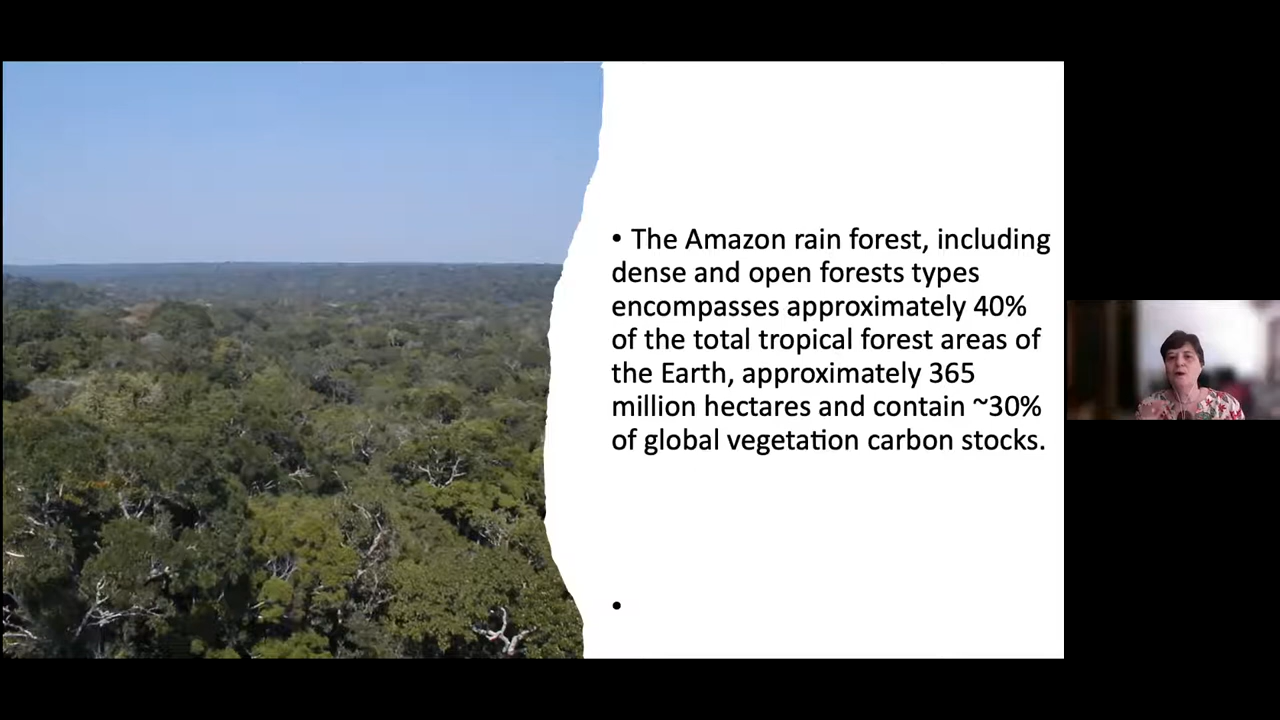 • The Amazon rain forest, including
dense and open forests types
encompasses approximately 40%
of the total tropical forest areas of
the Earth, approximately 365
million hectares and contain ~30%
of global vegetation carbon stocks.
•